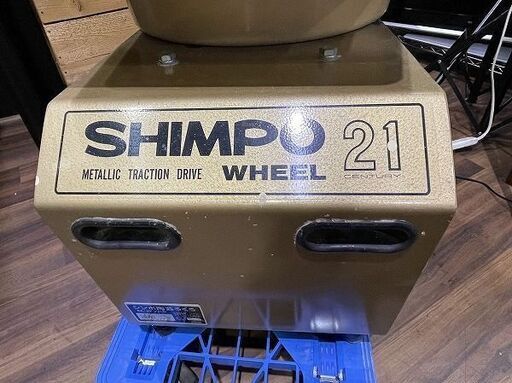 SHIMPO
METALLIC TRACTION DRIVE WHEEL
21
CENTURY